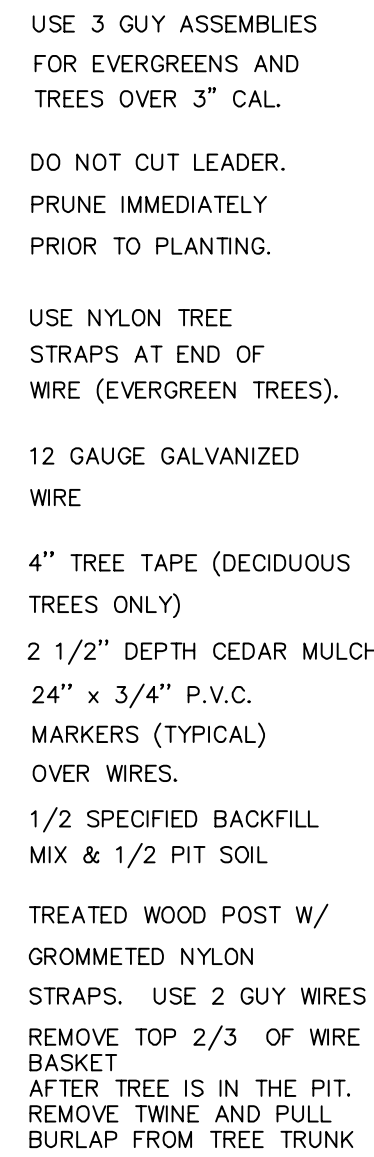 USE 3 GUY ASSEMBLIES
FOR EVERGREENS AND
TREES OVER 3" CAL.
DO NOT CUT LEADER.
PRUNE IMMEDIATELY
PRIOR TO PLANTING.
USE NYLON TREE
STRAPS AT END OF
WIRE (EVERGREEN TREES).
12 GAUGE GALVANIZED
WIRE
4" TREE TAPE (DECIDUOUS
TREES ONLY)
2 1/2" DEPTH CEDAR MULCH
24" x 3/4" P.V.C.
MARKERS (TYPICAL)
OVER WIRES.
1/2 SPECIFIED BACKFILL
MIX & 1/2 PIT SOIL
TREATED WOOD POST W/
GROMMETED NYLON
STRAPS. USE 2 GUY WIRES
REMOVE TOP 2/3 OF WIRE
BASKET
AFTER TREE IS IN THE PIT.
REMOVE TWINE AND PULL
BURLAP FROM TREE TRUNK